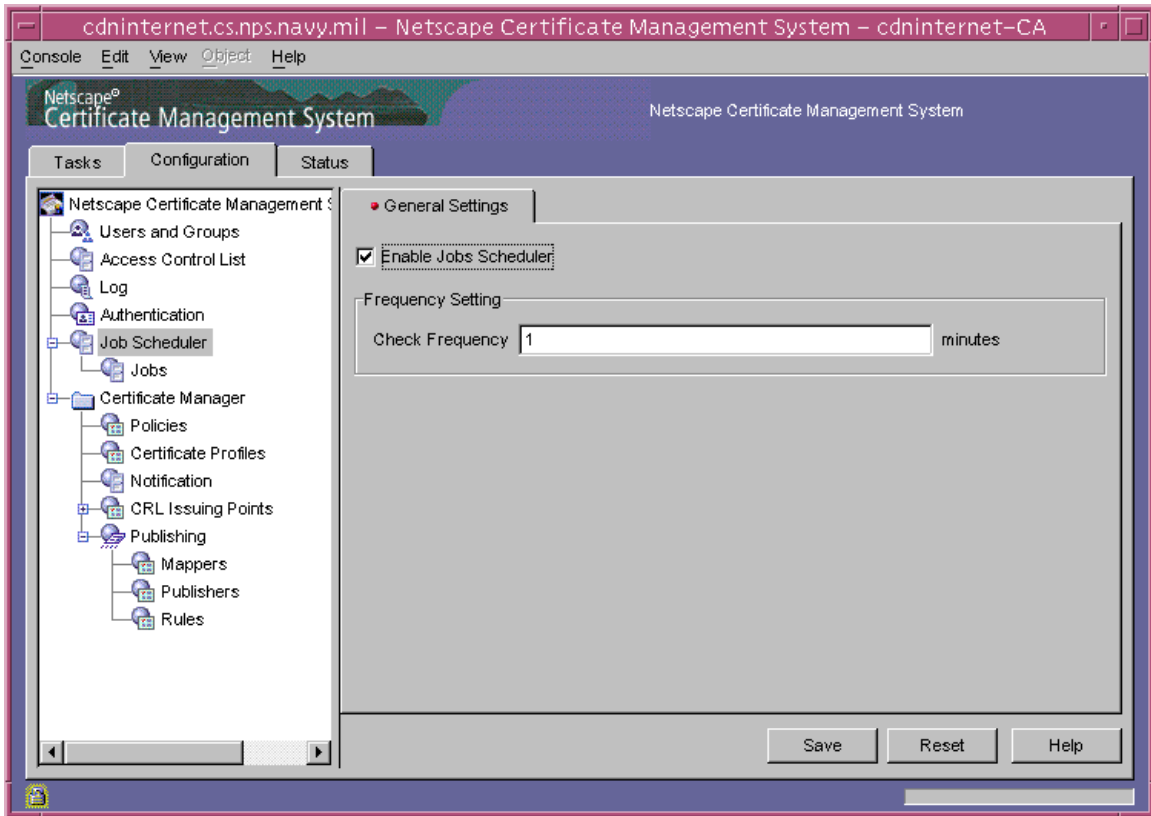 cdninternet.cs.nps.navy.mil – Netscape Certificate Management System – cdninternet–CA
Console Edit View Object Help
Netscape®
Certificate Management System
Netscape Certificate Management System
Tasks Configuration Status
Netscape Certificate Management S
Users and Groups
Access Control List
Log
Authentication
Job Scheduler
Jobs
Certificate Manager
Policies
Certificate Profiles
Notification
CRL Issuing Points
Publishing
Mappers
Publishers
Rules
General Settings
Enable Jobs Scheduler
Frequency Setting
Check Frequency 1 minutes
Save Reset Help